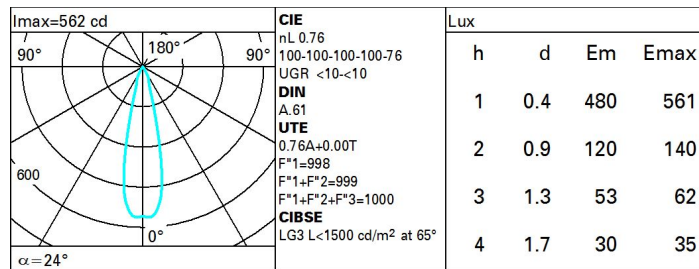 Imax=562 cd
90° 180° 90°
600
0°
α=24°
CIE
nL 0.76
100-100-100-100-76
UGR <10-<10
DIN
A.61
UTE
0.76A+0.00T
F"1=998
F"1+F"2=999
F"1+F"2+F"3=1000
CIBSE
LG3 L<1500 cd/m² at 65°
Lux
h d Em Emax
1 0.4 480 561
2 0.9 120 140
3 1.3 53 62
4 1.7 30 35